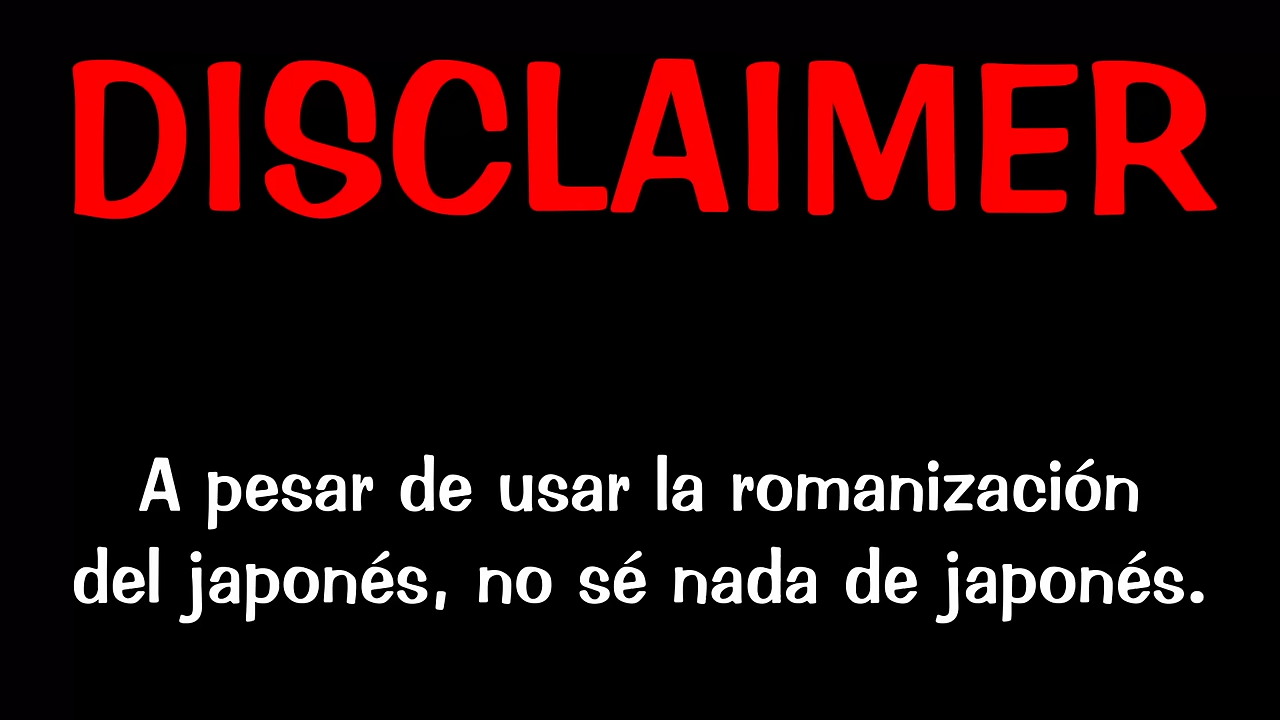 DISCLAIMER
A pesar de usar la romanización
del japonés, no sé nada de japonés.